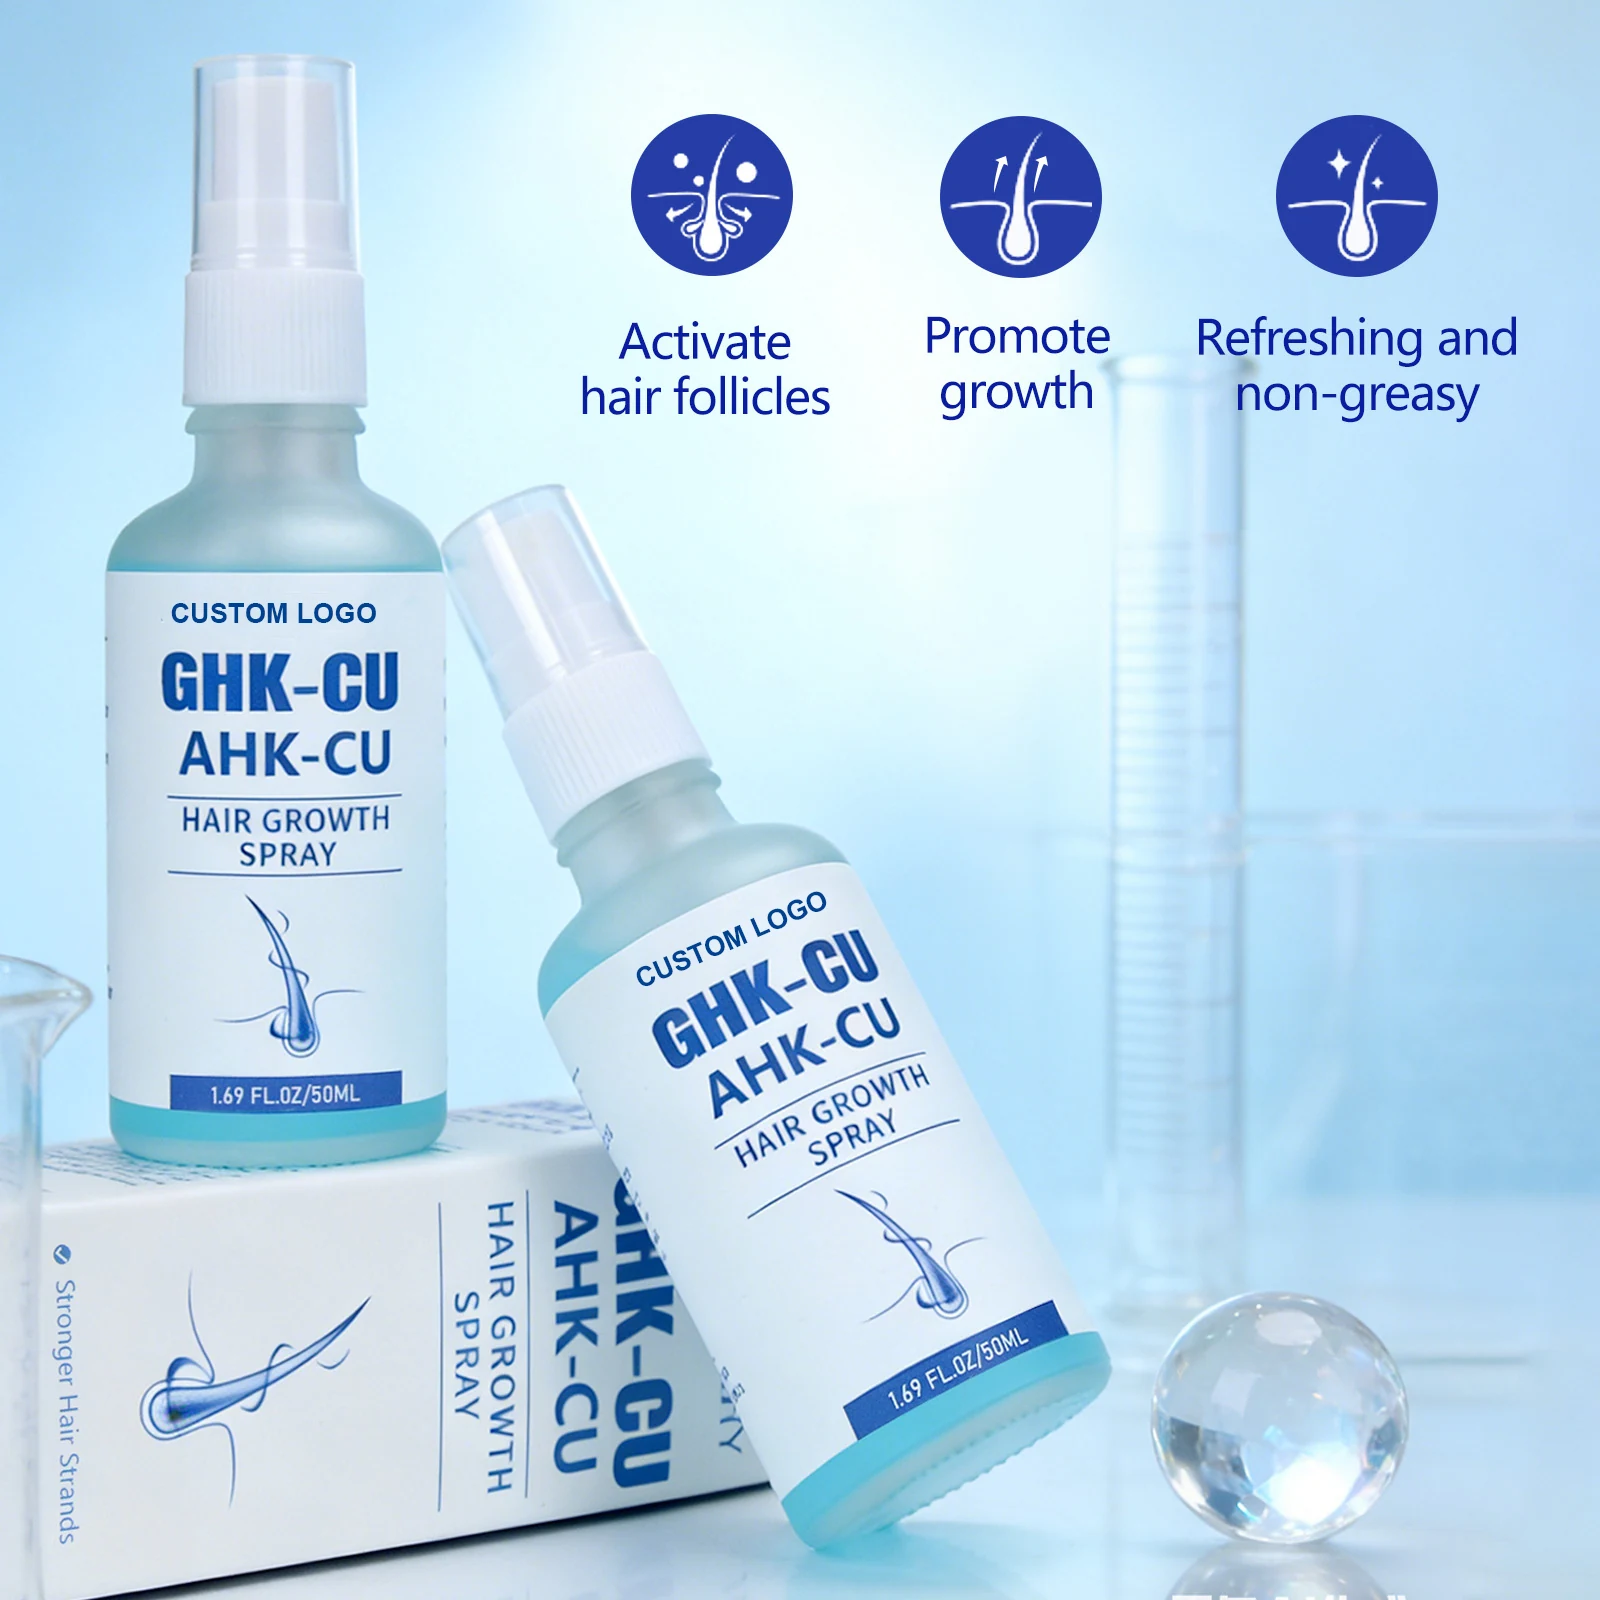 Activate
hair follicles
Promote
growth
Refreshing and
non-greasy
CUSTOM LOGO
GHK-CU
AHK-CU
HAIR GROWTH
SPRAY
1.69 FL.OZ/50ML
CUSTOM LOGO
GHK-CU
AHK-CU
HAIR GROWTH
SPRAY
1.69 FL.OZ/50ML
GHK-CU
AHK-CU
HAIR GROWTH
SPRAY
Stronger Hair Strands